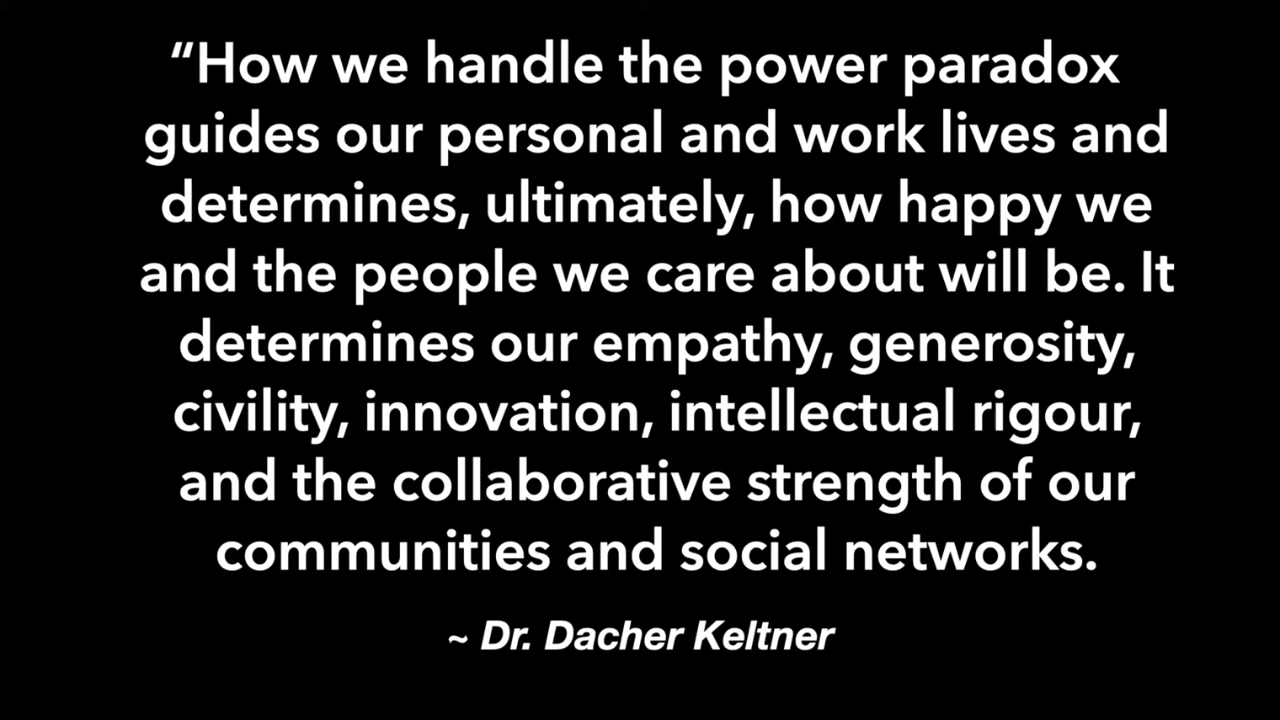 “How we handle the power paradox
guides our personal and work lives and
determines, ultimately, how happy we
and the people we care about will be. It
determines our empathy, generosity,
civility, innovation, intellectual rigour,
and the collaborative strength of our
communities and social networks.
~ Dr. Dacher Keltner